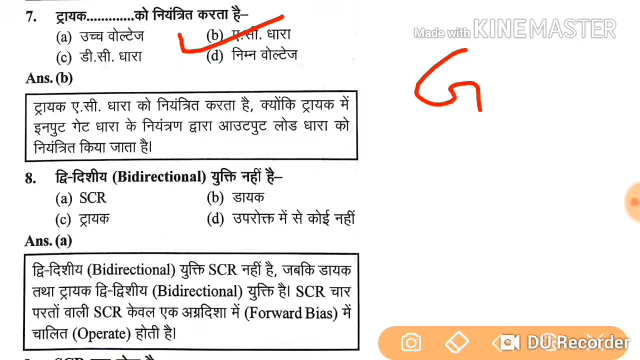 Made with KINEMASTER
7. ट्रायक.............को नियंत्रित करता है–
(a) उच्च वोल्टेज (b) ए.सी. धारा
(c) डी.सी. धारा (d) निम्न वोल्टेज
Ans. (b)
ट्रायक ए.सी. धारा को नियंत्रित करता है, क्योंकि ट्रायक में
इनपुट गेट धारा के नियंत्रण द्वारा आउटपुट लोड धारा को
नियंत्रित किया जाता है।
G
8. द्वि-दिशीय (Bidirectional) युक्ति नहीं है–
(a) SCR (b) डायक
(c) ट्रायक (d) उपरोक्त में से कोई नहीं
Ans. (a)
द्वि-दिशीय (Bidirectional) युक्ति SCR नहीं है, जबकि डायक
तथा ट्रायक द्वि-द्विशीय (Bidirectional) युक्ति है। SCR चार
परतों वाली SCR केवल एक अग्रदिशा में (Forward Bias) में
चालित (Operate) होती है।
DU Recorder